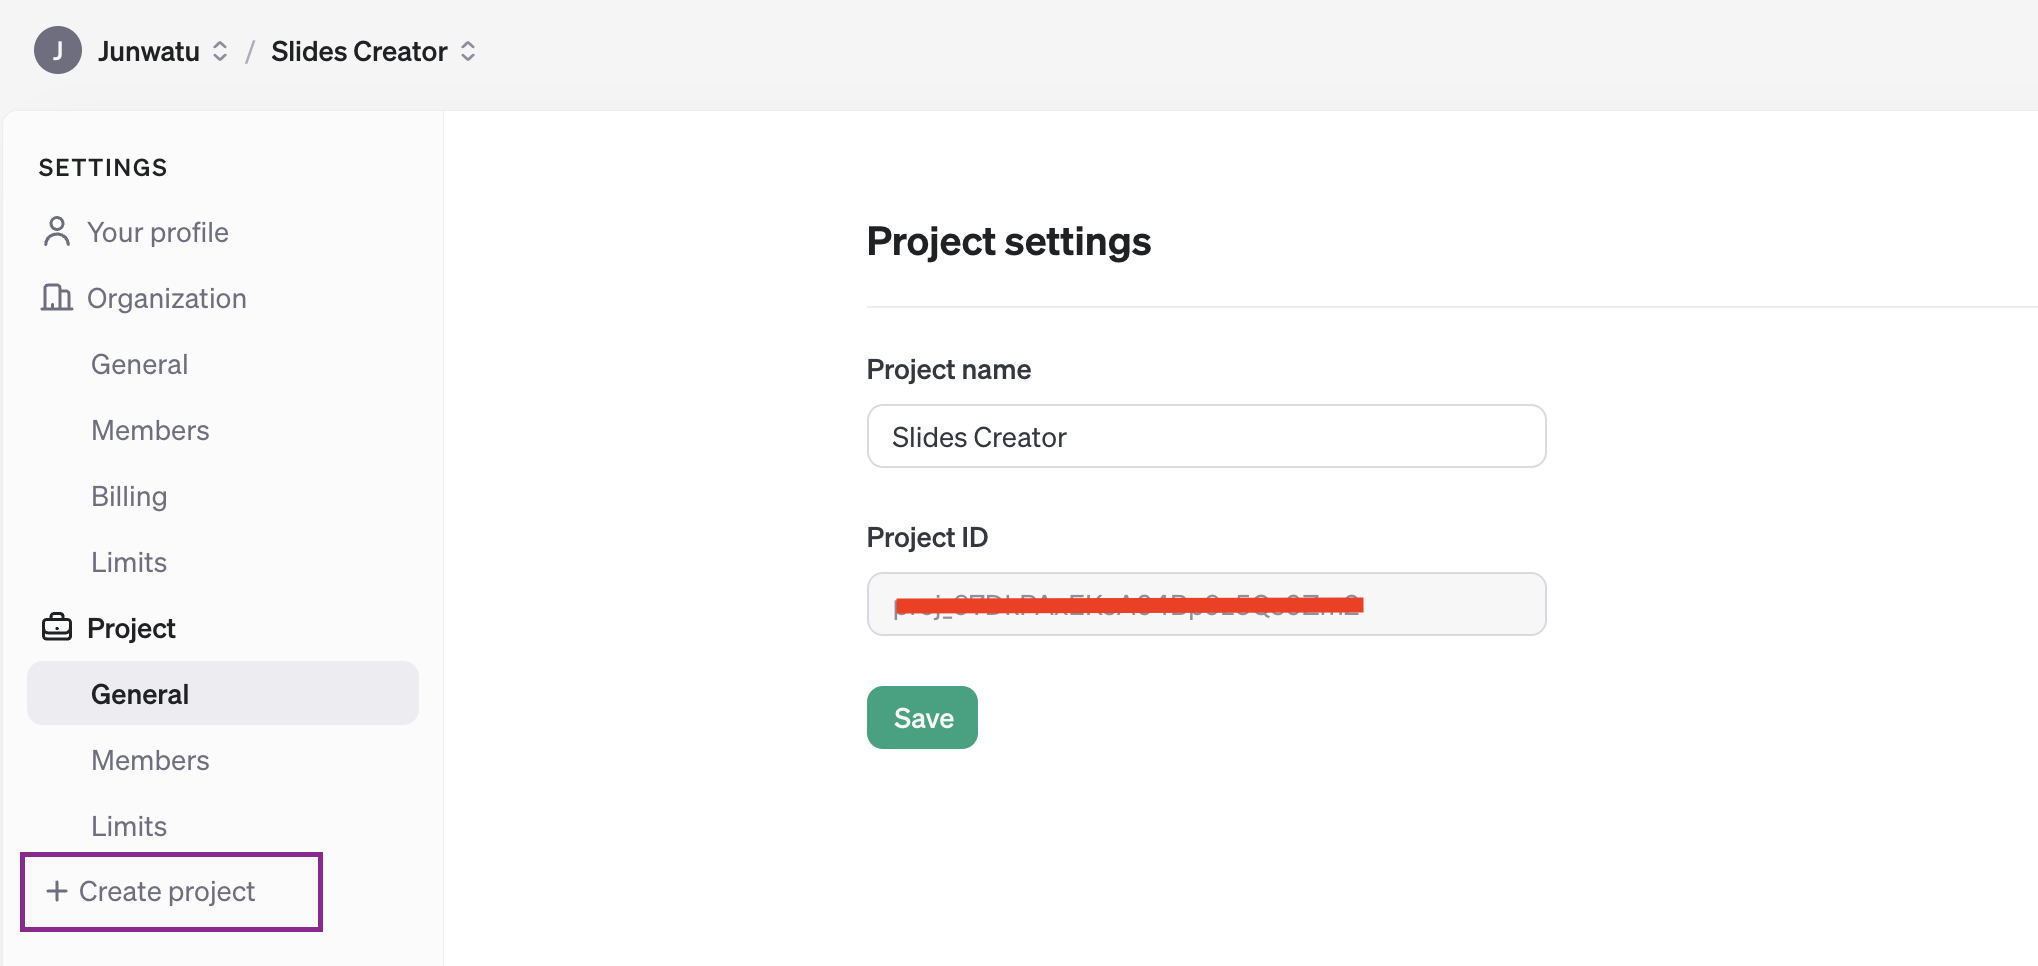 J Junwatu / Slides Creator
SETTINGS
Your profile
Organization
General
Members
Billing
Limits
Project
General
Members
Limits
+ Create project
Project settings
Project name
Slides Creator
Project ID
Save